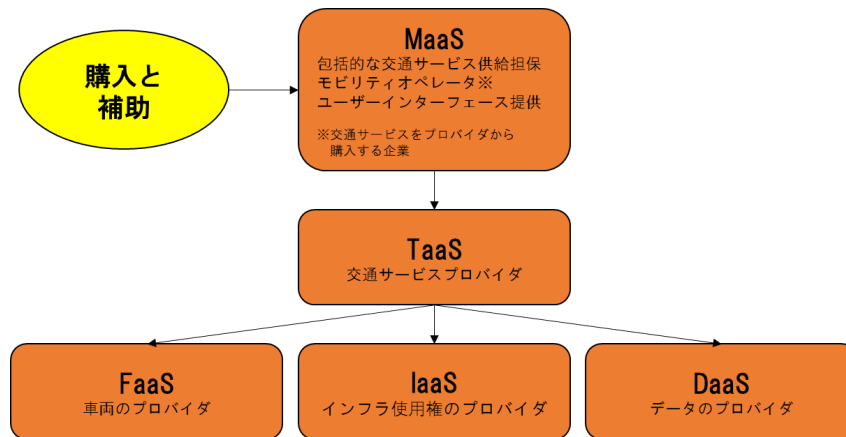 購入と
補助
MaaS
包括的な交通サービス供給担保
モビリティオペレータ※
ユーザーインターフェース提供
※交通サービスをプロバイダから
購入する企業
TaaS
交通サービスプロバイダ
FaaS
車両のプロバイダ
IaaS
インフラ使用権のプロバイダ
DaaS
データのプロバイダ